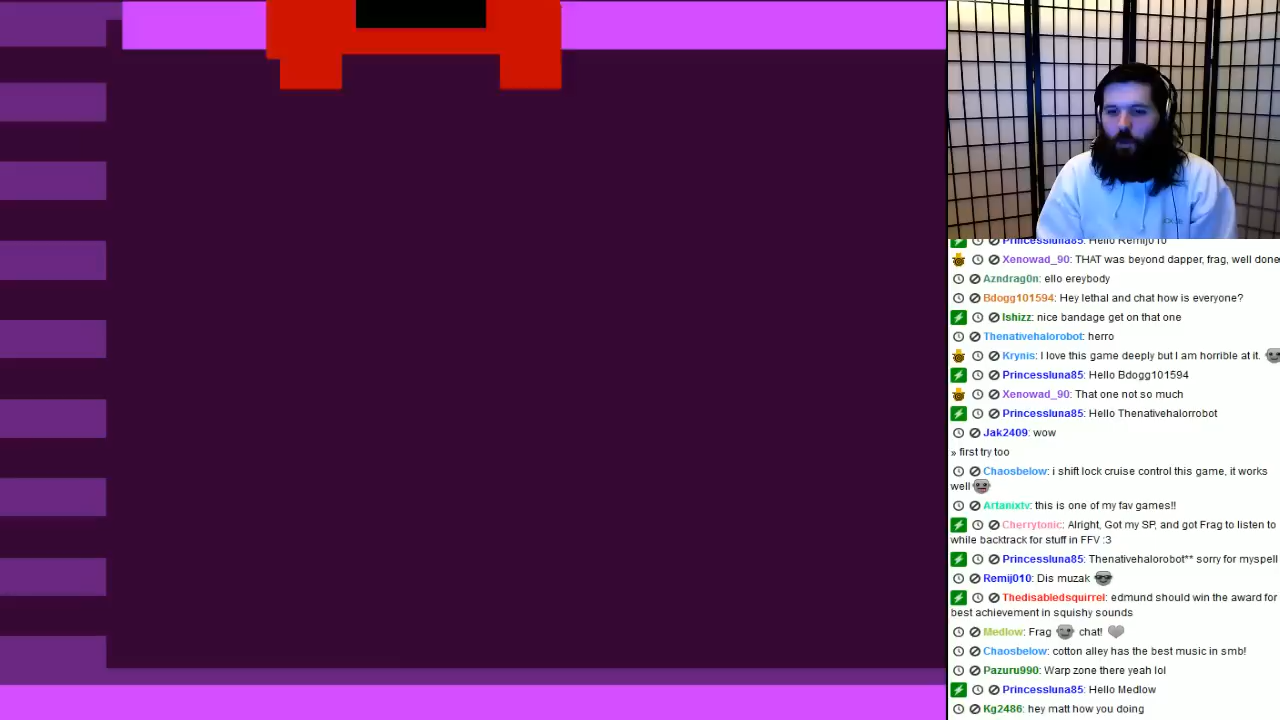 Princessluna85: Hello Remij010
Xenowad_90: THAT was beyond dapper, frag, well done
Azndrag0n: ello ereybody
Bdogg101594: Hey lethal and chat how is everyone?
Ishizz: nice bandage get on that one
Thenativehalorobot: herro
Krynis: I love this game deeply but I am horrible at it.
Princessluna85: Hello Bdogg101594
Xenowad_90: That one not so much
Princessluna85: Hello Thenativehalorrobot
Jak2409: wow
» first try too
Chaosbelow: i shift lock cruise control this game, it works
well
Artanixtv: this is one of my fav games!!
Cherrytonic: Alright, Got my SP, and got Frag to listen to
while backtrack for stuff in FFV :3
Princessluna85: Thenativehalorobot** sorry for myspell
Remij010: Dis muzak
Thedisabledsquirrel: edmund should win the award for
best achievement in squishy sounds
Medlow: Frag chat!
Chaosbelow: cotton alley has the best music in smb!
Pazuru990: Warp zone there yeah lol
Princessluna85: Hello Medlow
Kg2486: hey matt how you doing